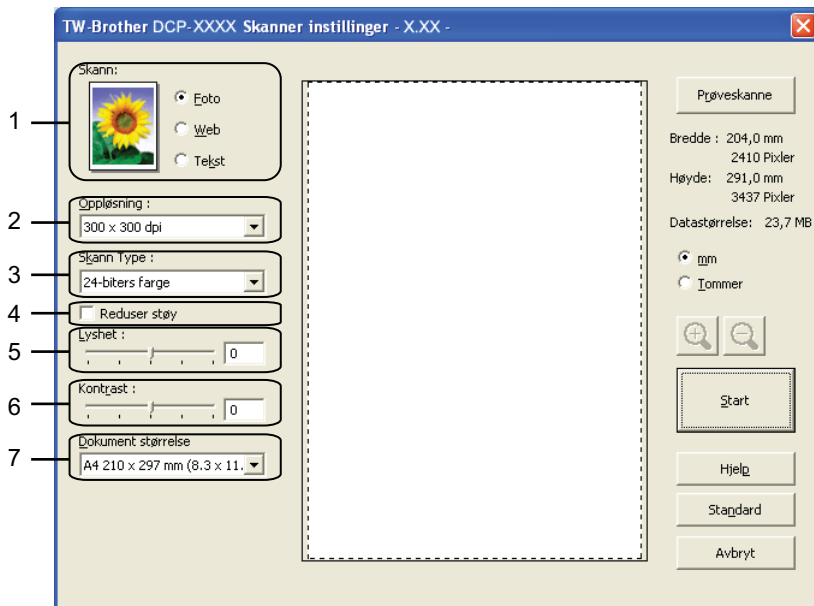 TW-Brother DCP-XXXX Skanner instillinger - X.XX -
1
Skann:
Foto
Web
Tekst
2
Oppløsning :
300 x 300 dpi
3
Skann Type :
24-biters farge
4
Reduser støy
5
Lyshet :
0
6
Kontrast :
0
7
Dokument størrelse
A4 210 x 297 mm (8.3 x 11.
Prøveskanne
Bredde : 204,0 mm
2410 Pixler
Høyde: 291,0 mm
3437 Pixler
Datastørrelse: 23,7 MB
mm
Tommer
Start
Hjelp
Standard
Avbryt